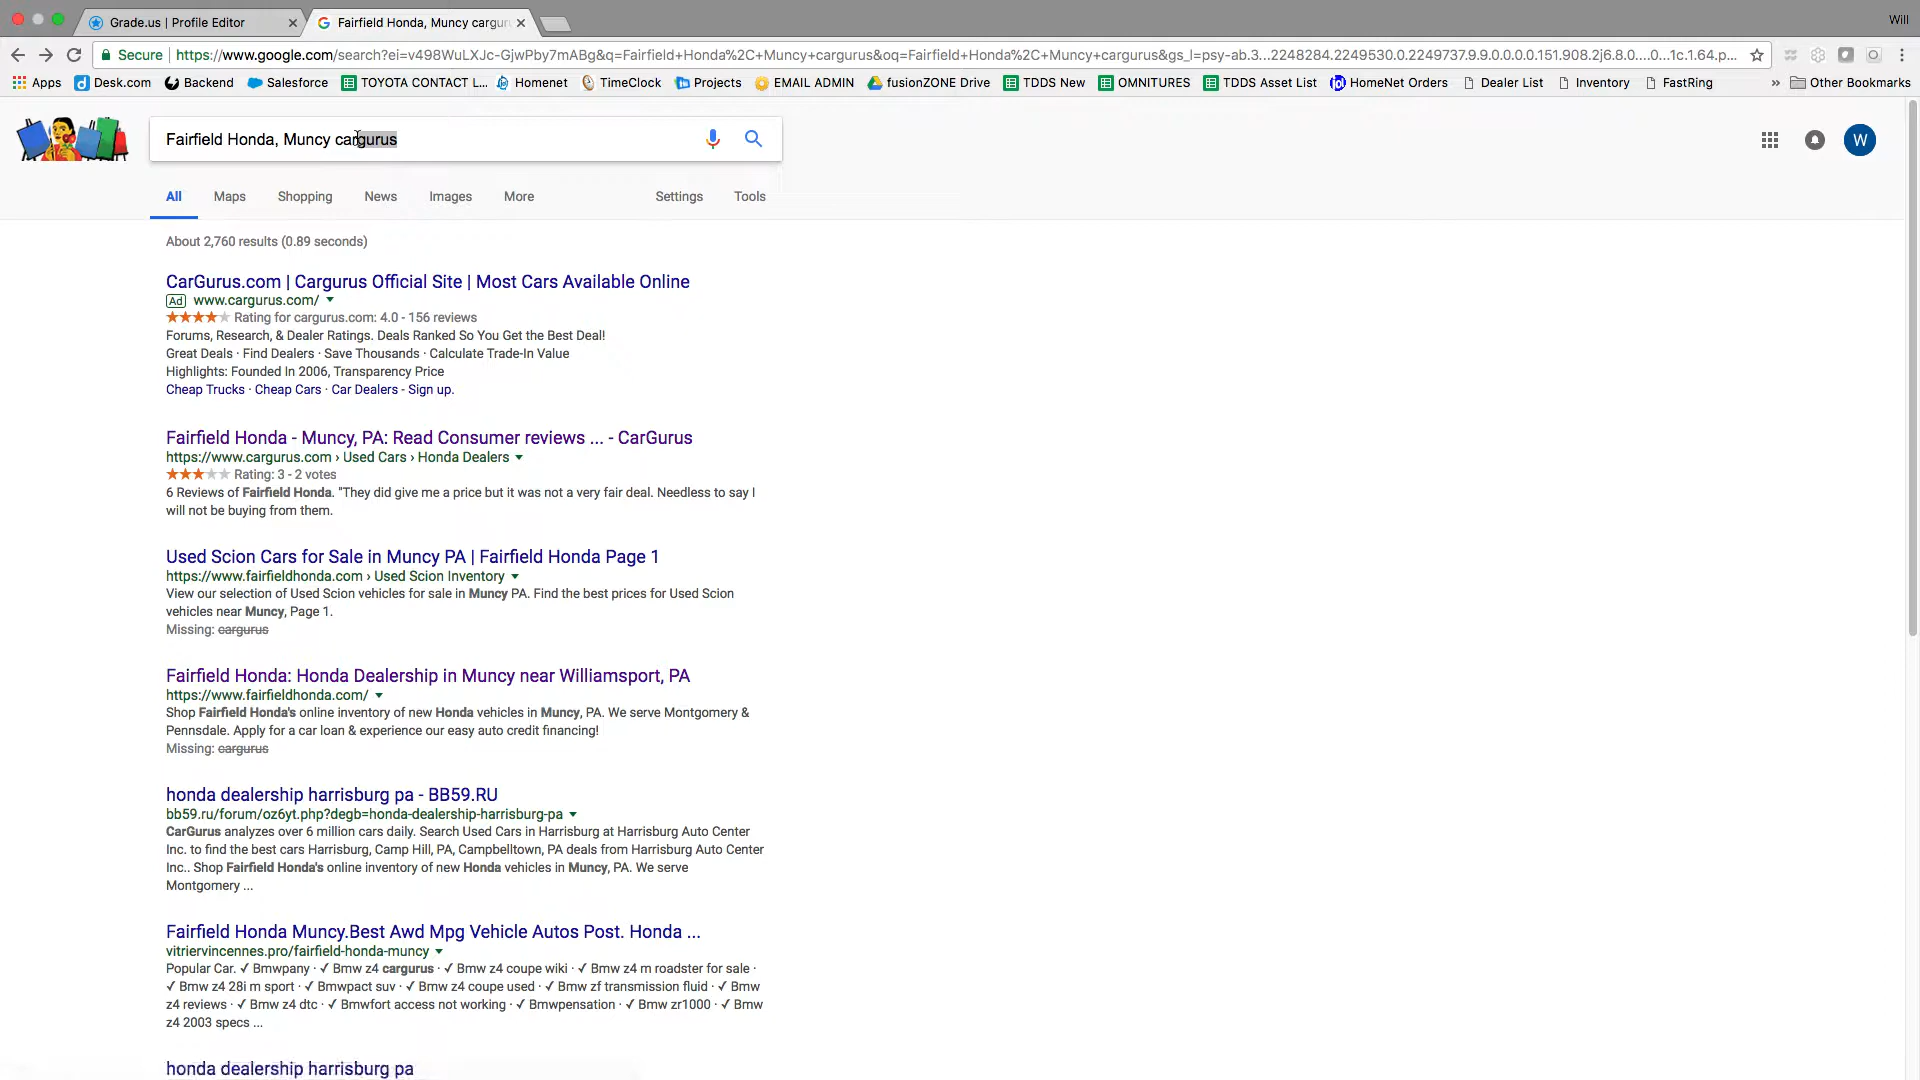 Grade.us | Profile Editor
Fairfield Honda, Muncy cargur
Will
Secure
https://www.google.com/search?ei=v498WuLXJc-GjwPby7mABg&q=Fairfield+Honda%2C+Muncy+cargurus&oq=Fairfield+Honda%2C+Muncy+cargurus&gs_l=psy-ab.3...2248284.2249530.0.2249737.9.9.0.0.0.0.151.908.2j6.8.0....0...1c.1.64.p...
Apps
Desk.com
Backend
Salesforce
TOYOTA CONTACT L...
Homenet
TimeClock
Projects
EMAIL ADMIN
fusionZONE Drive
TDDS New
OMNITURES
TDDS Asset List
HomeNet Orders
Dealer List
Inventory
FastRing
»
Other Bookmarks
Fairfield Honda, Muncy cargurus
W
All
Maps
Shopping
News
Images
More
Settings
Tools
About 2,760 results (0.89 seconds)
CarGurus.com | Cargurus Official Site | Most Cars Available Online
Ad www.cargurus.com/
Rating for cargurus.com: 4.0 - 156 reviews
Forums, Research, & Dealer Ratings. Deals Ranked So You Get the Best Deal!
Great Deals · Find Dealers · Save Thousands · Calculate Trade-In Value
Highlights: Founded In 2006, Transparency Price
Cheap Trucks · Cheap Cars · Car Dealers - Sign up.
Fairfield Honda - Muncy, PA: Read Consumer reviews ... - CarGurus
https://www.cargurus.com › Used Cars › Honda Dealers
Rating: 3 - 2 votes
6 Reviews of Fairfield Honda. "They did give me a price but it was not a very fair deal. Needless to say I
will not be buying from them.
Used Scion Cars for Sale in Muncy PA | Fairfield Honda Page 1
https://www.fairfieldhonda.com › Used Scion Inventory
View our selection of Used Scion vehicles for sale in Muncy PA. Find the best prices for Used Scion
vehicles near Muncy, Page 1.
Missing: cargurus
Fairfield Honda: Honda Dealership in Muncy near Williamsport, PA
https://www.fairfieldhonda.com/
Shop Fairfield Honda's online inventory of new Honda vehicles in Muncy, PA. We serve Montgomery &
Pennsdale. Apply for a car loan & experience our easy auto credit financing!
Missing: cargurus
honda dealership harrisburg pa - BB59.RU
bb59.ru/forum/oz6yt.php?degb=honda-dealership-harrisburg-pa
CarGurus analyzes over 6 million cars daily. Search Used Cars in Harrisburg at Harrisburg Auto Center
Inc. to find the best cars Harrisburg, Camp Hill, PA, Campbelltown, PA deals from Harrisburg Auto Center
Inc.. Shop Fairfield Honda's online inventory of new Honda vehicles in Muncy, PA. We serve
Montgomery ...
Fairfield Honda Muncy.Best Awd Mpg Vehicle Autos Post. Honda ...
vitriervincennes.pro/fairfield-honda-muncy
Popular Car. ✓ Bmwpany · ✓ Bmw z4 cargurus · ✓ Bmw z4 coupe wiki · ✓ Bmw z4 m roadster for sale ·
✓ Bmw z4 28i m sport · ✓ Bmwpact suv · ✓ Bmw z4 coupe used · ✓ Bmw zf transmission fluid · ✓ Bmw
z4 reviews · ✓ Bmw z4 dtc · ✓ Bmwfort access not working · ✓ Bmwpensation · ✓ Bmw zr1000 · ✓ Bmw
z4 2003 specs ...
honda dealership harrisburg pa